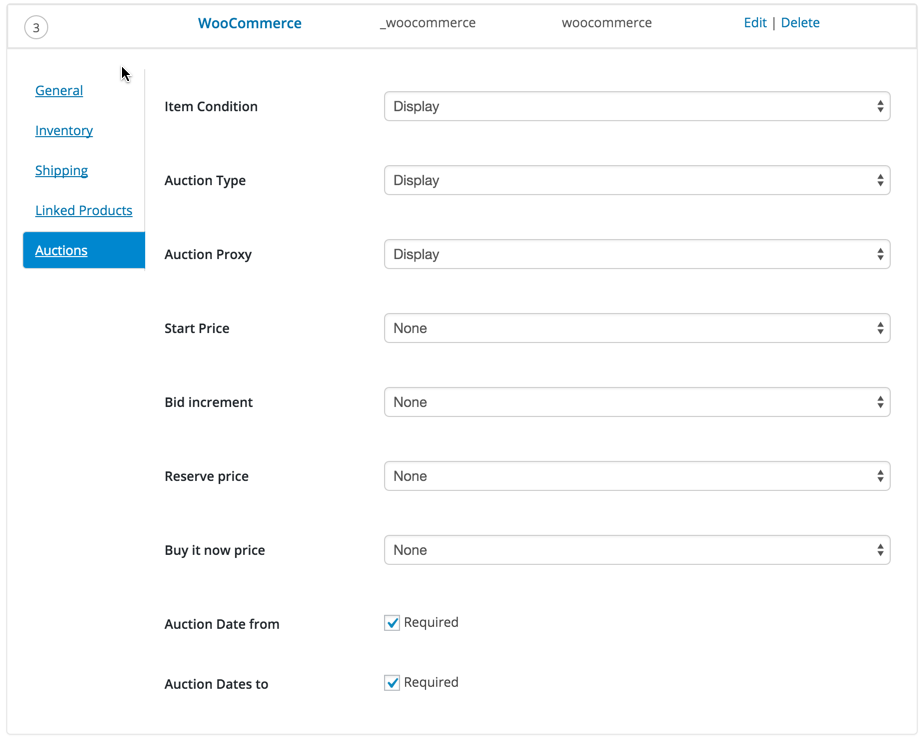 3 WooCommerce _woocommerce woocommerce Edit | Delete
General
Inventory
Shipping
Linked Products
Auctions
Item Condition Display
Auction Type Display
Auction Proxy Display
Start Price None
Bid increment None
Reserve price None
Buy it now price None
Auction Date from Required
Auction Dates to Required